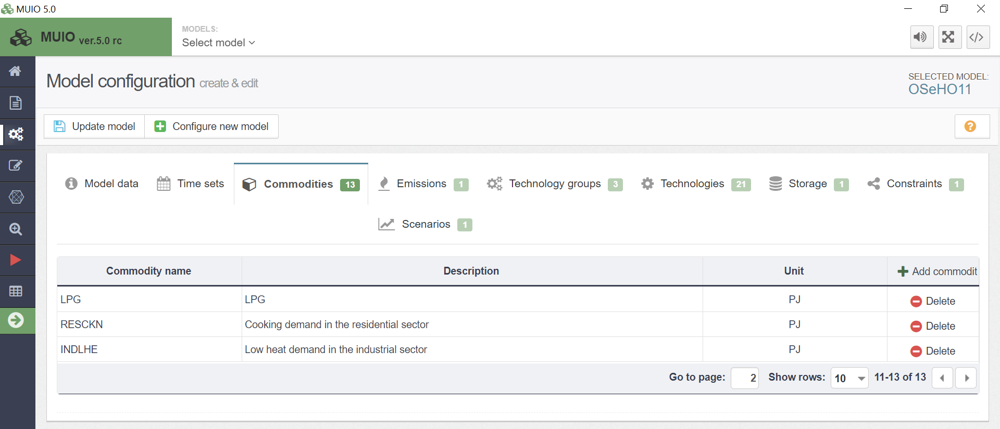 MUIO 5.0
MUIO ver.5.0 rc
MODELS:
Select model
Model configuration create & edit
SELECTED MODEL:
OSeHO11
Update model
Configure new model
Model data
Time sets
Commodities 13
Emissions 1
Technology groups 3
Technologies 21
Storage 1
Constraints 1
Scenarios 1
Commodity name Description Unit Add commodit
LPG LPG PJ Delete
RESCKN Cooking demand in the residential sector PJ Delete
INDLHE Low heat demand in the industrial sector PJ Delete
Go to page: 2 Show rows: 10 11-13 of 13